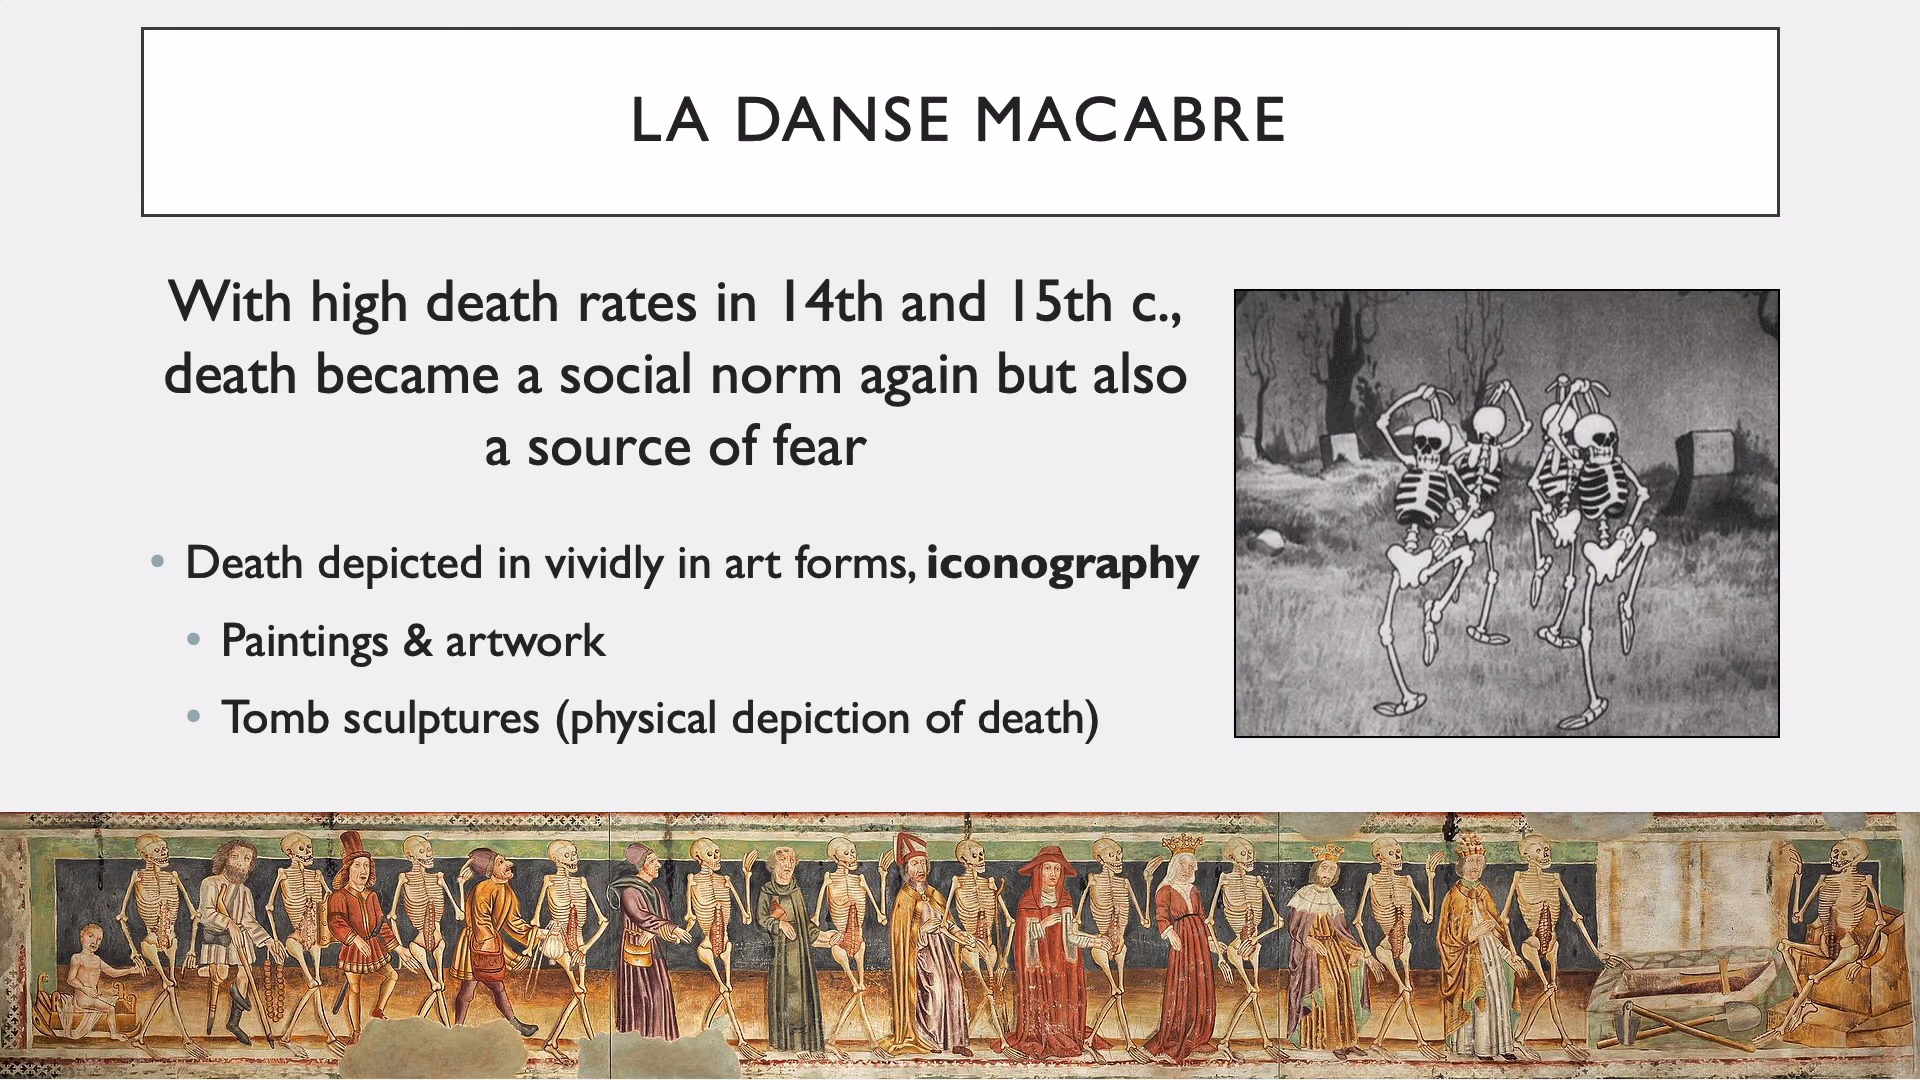 LA DANSE MACABRE
With high death rates in 14th and 15th c.,
death became a social norm again but also
a source of fear
• Death depicted in vividly in art forms, iconography
• Paintings & artwork
• Tomb sculptures (physical depiction of death)